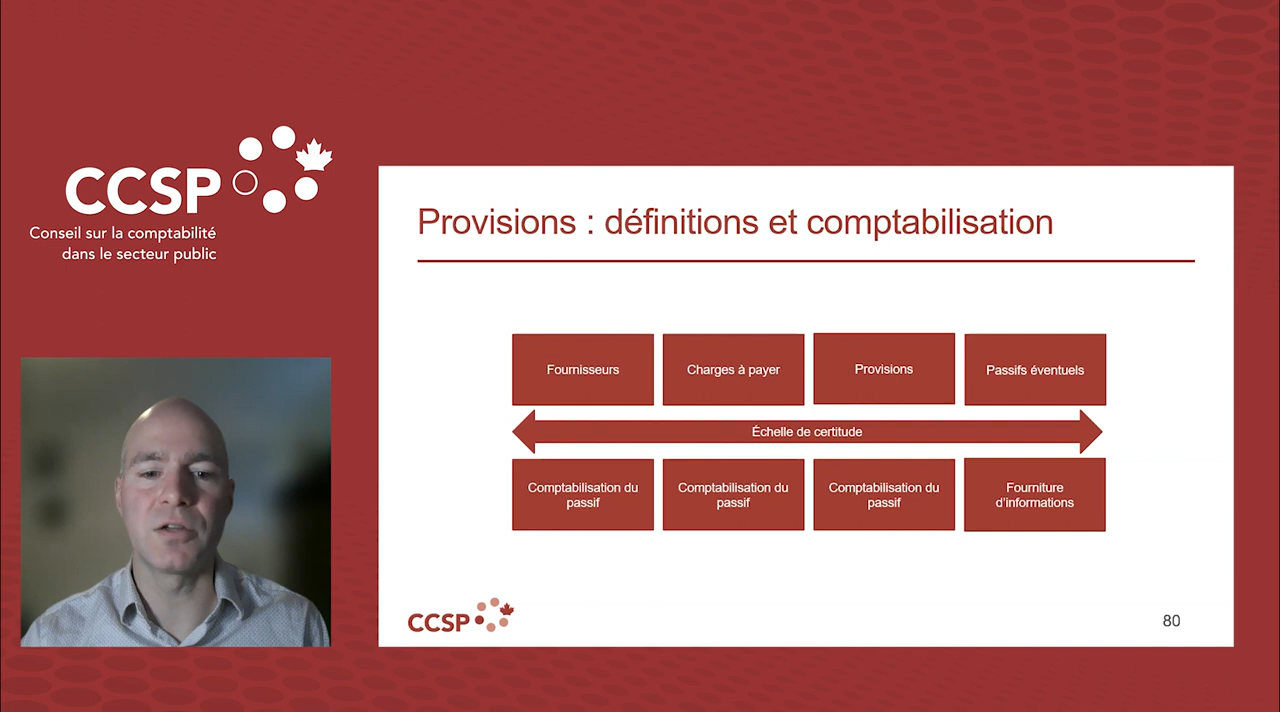 CCSP
Conseil sur la comptabilité
dans le secteur public
Provisions : définitions et comptabilisation
Fournisseurs
Charges à payer
Provisions
Passifs éventuels
Échelle de certitude
Comptabilisation du
passif
Comptabilisation du
passif
Comptabilisation du
passif
Fourniture
d'informations
CCSP
80